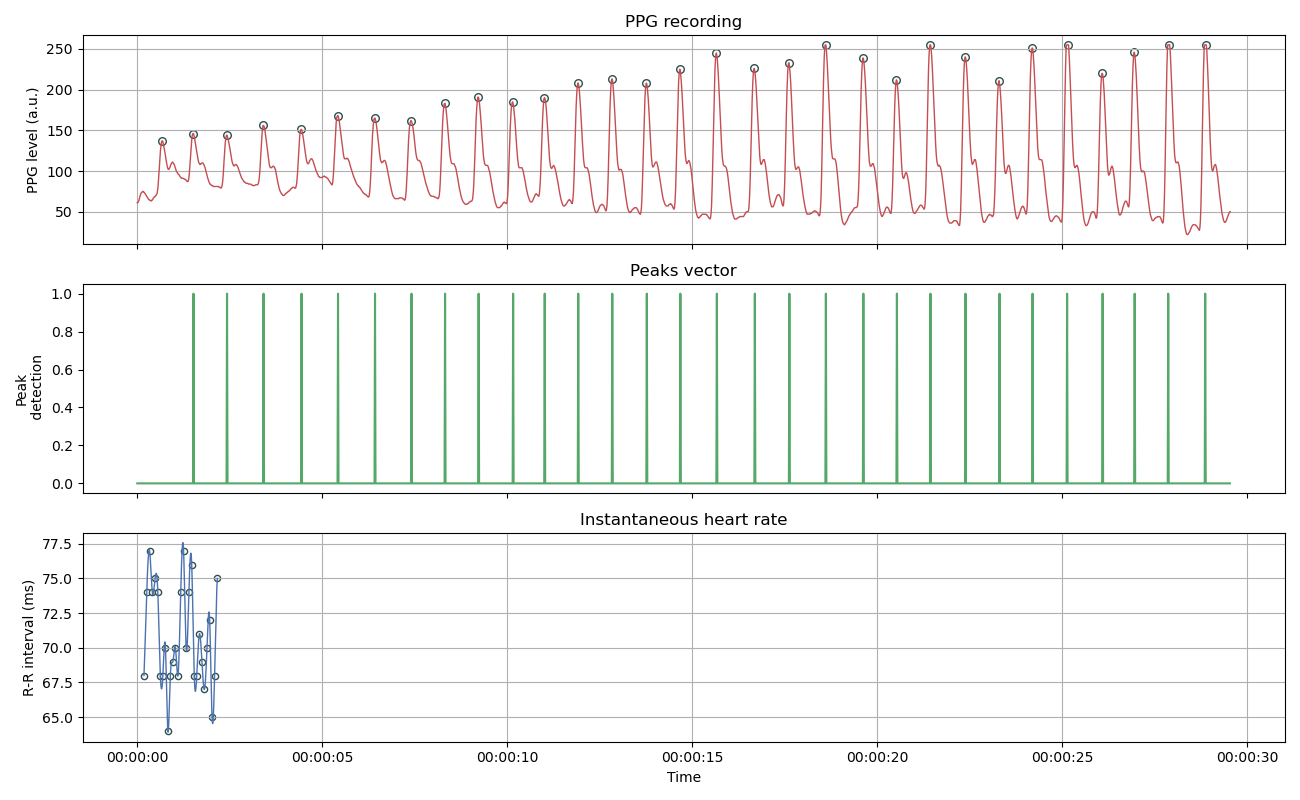 PPG recording
PPG level (a.u.)
250
200
150
100
50
Peaks vector
Peak
detection
1.0
0.8
0.6
0.4
0.2
0.0
Instantaneous heart rate
R-R interval (ms)
77.5
75.0
72.5
70.0
67.5
65.0
00:00:00 00:00:05 00:00:10 00:00:15 00:00:20 00:00:25 00:00:30
Time